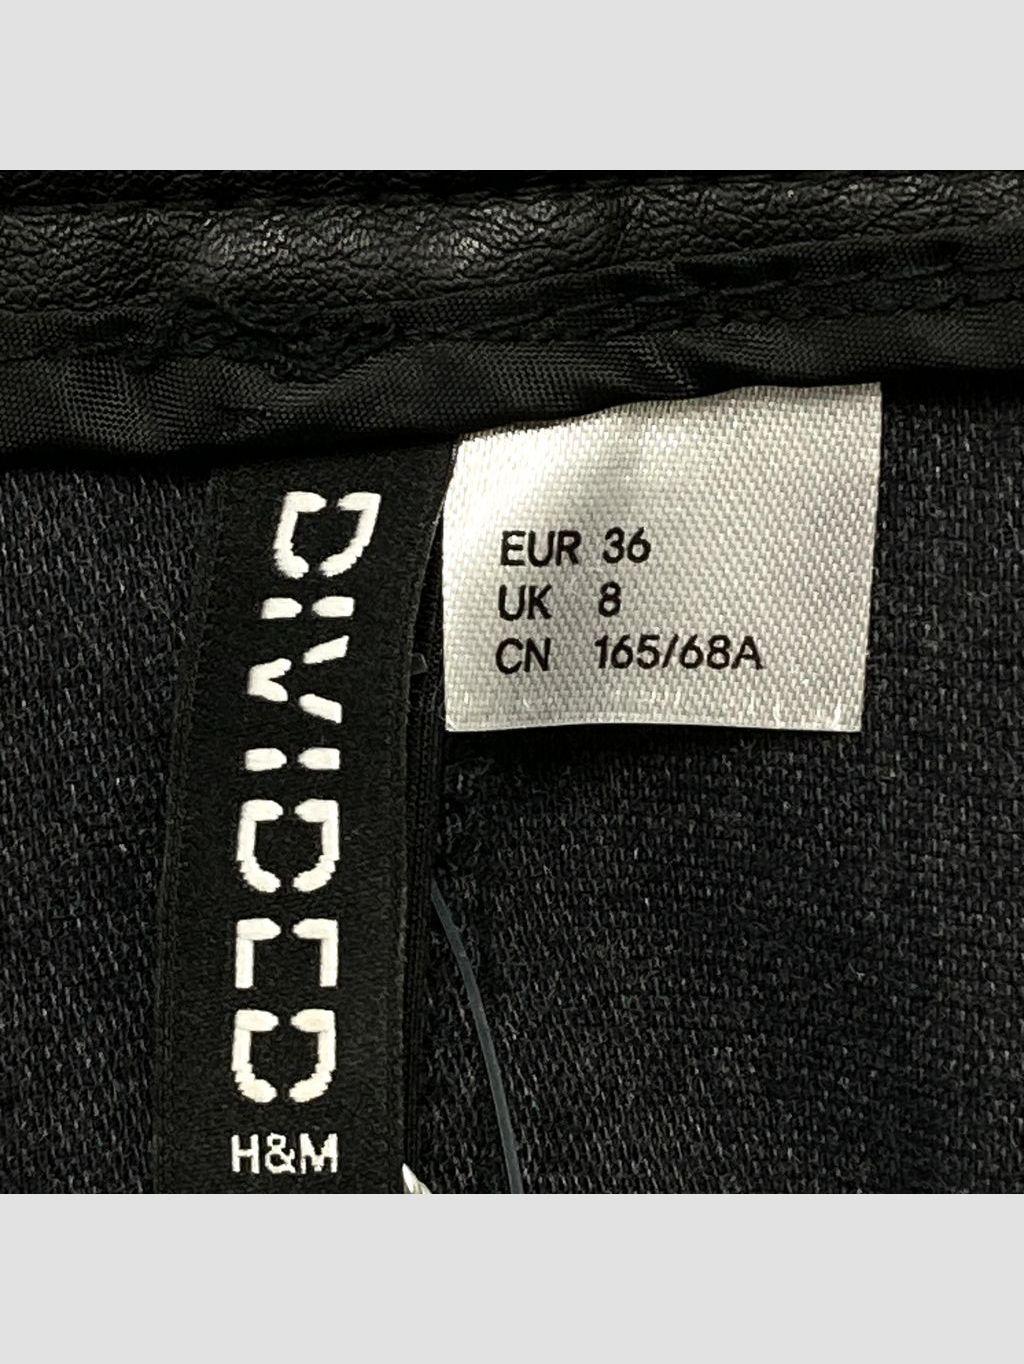 DIVIDED
H&M
EUR 36
UK 8
CN 165/68A